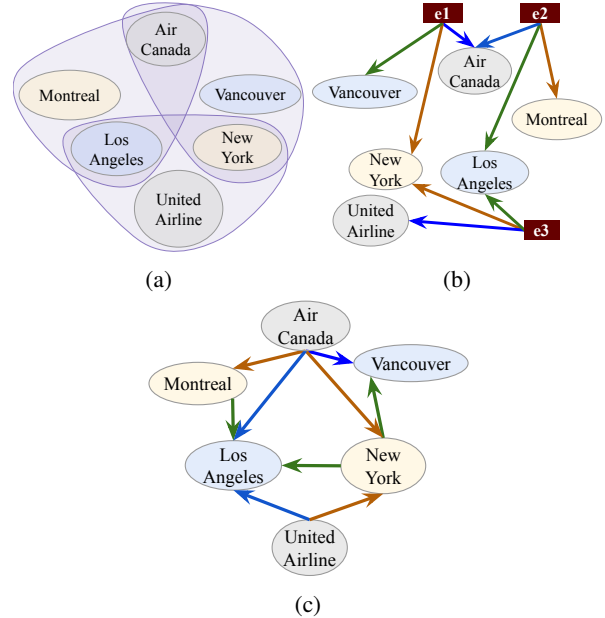 Air
Canada
Montreal
Vancouver
Los
Angeles
New
York
United
Airline
(a)
e1
e2
Air
Canada
Vancouver
Montreal
New
York
Los
Angeles
United
Airline
e3
(b)
Air
Canada
Vancouver
Montreal
Los
Angeles
New
York
United
Airline
(c)